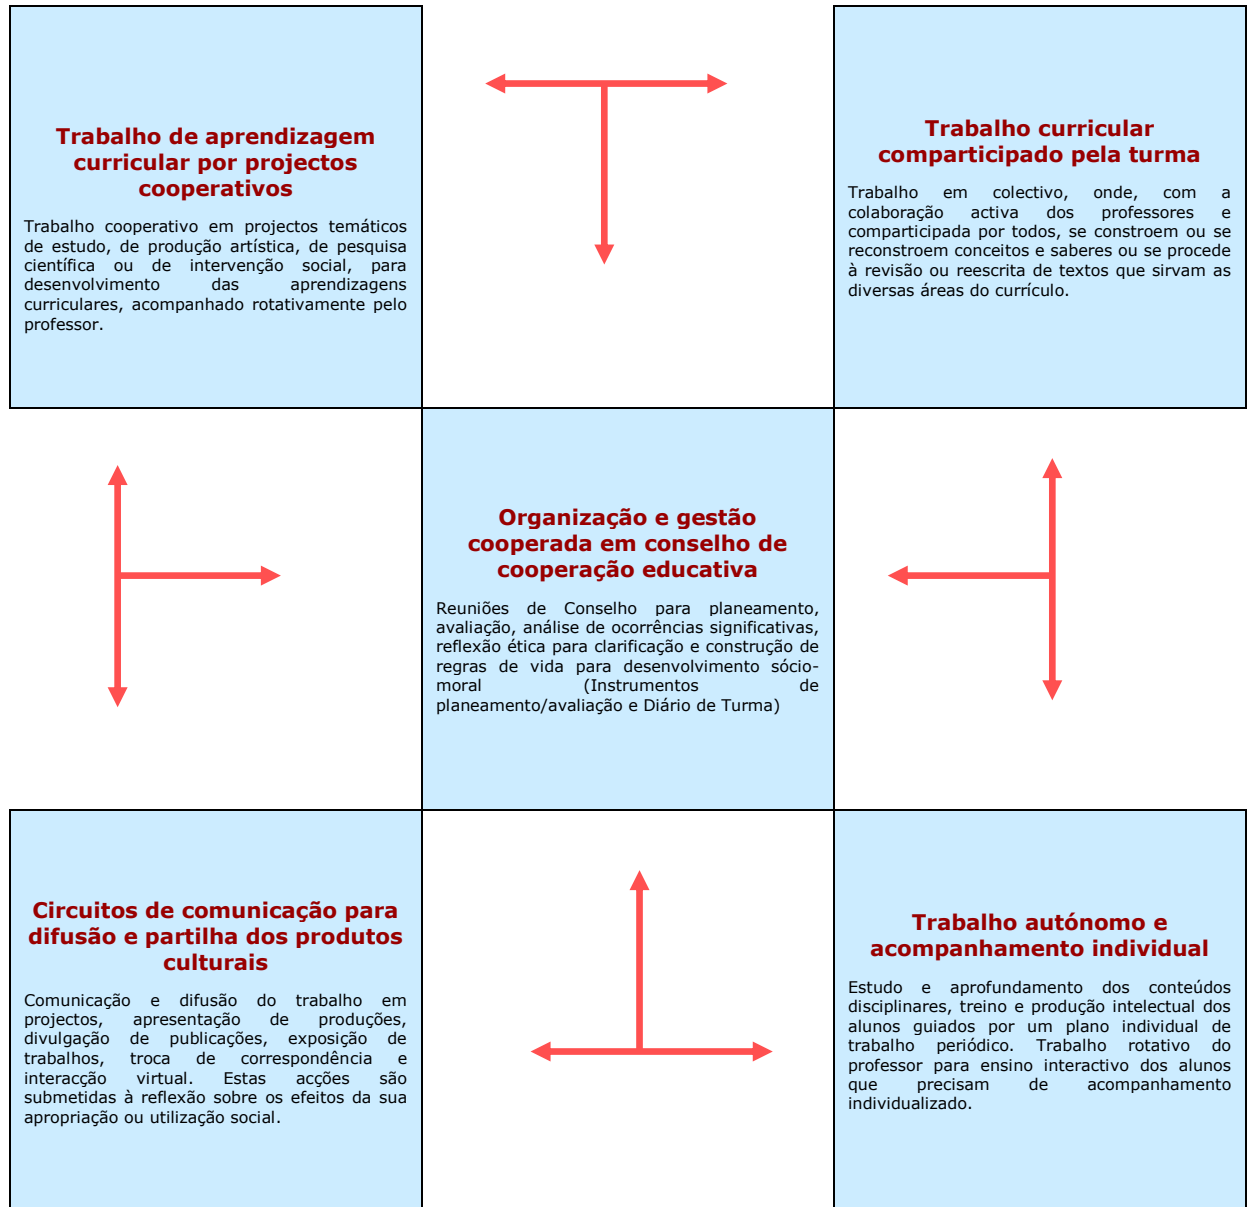 Trabalho de aprendizagem
curricular por projectos
cooperativos
Trabalho cooperativo em projectos temáticos
de estudo, de produção artística, de pesquisa
científica ou de intervenção social, para
desenvolvimento das aprendizagens
curriculares, acompanhado rotativamente pelo
professor.
Trabalho curricular
comparticipado pela turma
Trabalho em colectivo, onde, com a
colaboração activa dos professores e
comparticipada por todos, se constroem ou se
reconstroem conceitos e saberes ou se procede
à revisão ou reescrita de textos que sirvam as
diversas áreas do currículo.
Organização e gestão
cooperada em conselho de
cooperação educativa
Reuniões de Conselho para planeamento,
avaliação, análise de ocorrências significativas,
reflexão ética para clarificação e construção de
regras de vida para desenvolvimento sócio-
moral (Instrumentos de
planeamento/avaliação e Diário de Turma)
Circuitos de comunicação para
difusão e partilha dos produtos
culturais
Comunicação e difusão do trabalho em
projectos, apresentação de produções,
divulgação de publicações, exposição de
trabalhos, troca de correspondência e
interacção virtual. Estas acções são
submetidas à reflexão sobre os efeitos da sua
apropriação ou utilização social.
Trabalho autónomo e
acompanhamento individual
Estudo e aprofundamento dos conteúdos
disciplinares, treino e produção intelectual dos
alunos guiados por um plano individual de
trabalho periódico. Trabalho rotativo do
professor para ensino interactivo dos alunos
que precisam de acompanhamento
individualizado.